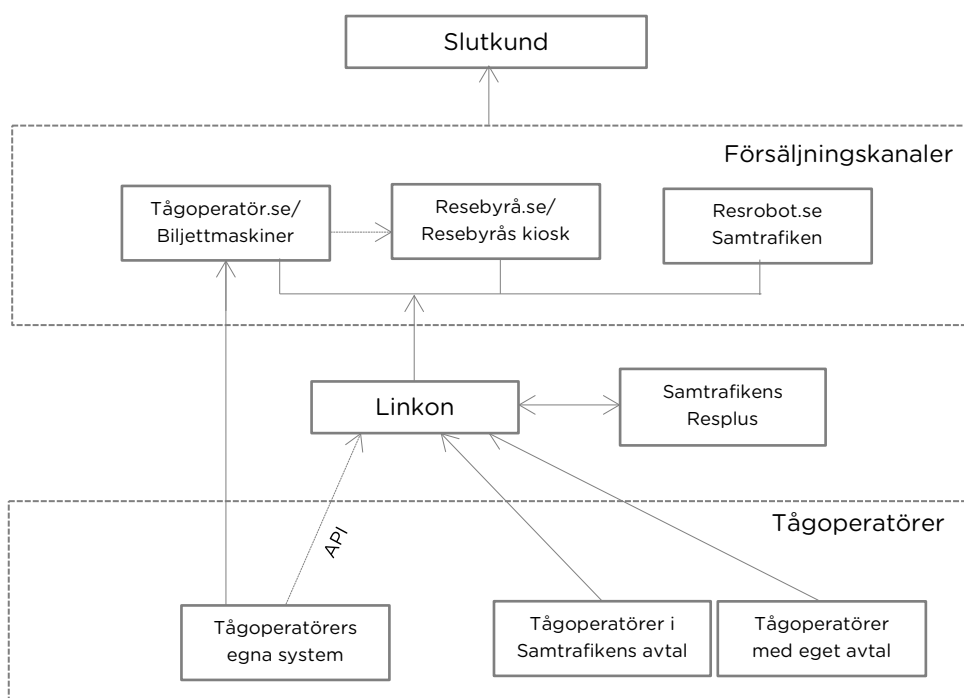 Slutkund
Försäljningskanaler
Tågoperatör.se/
Biljettmaskiner
Resebyrå.se/
Resebyrås kiosk
Resrobot.se
Samtrafiken
Linkon
Samtrafikens
Resplus
Tågoperatörer
API
Tågoperatörers
egna system
Tågoperatörer i
Samtrafikens avtal
Tågoperatörer
med eget avtal